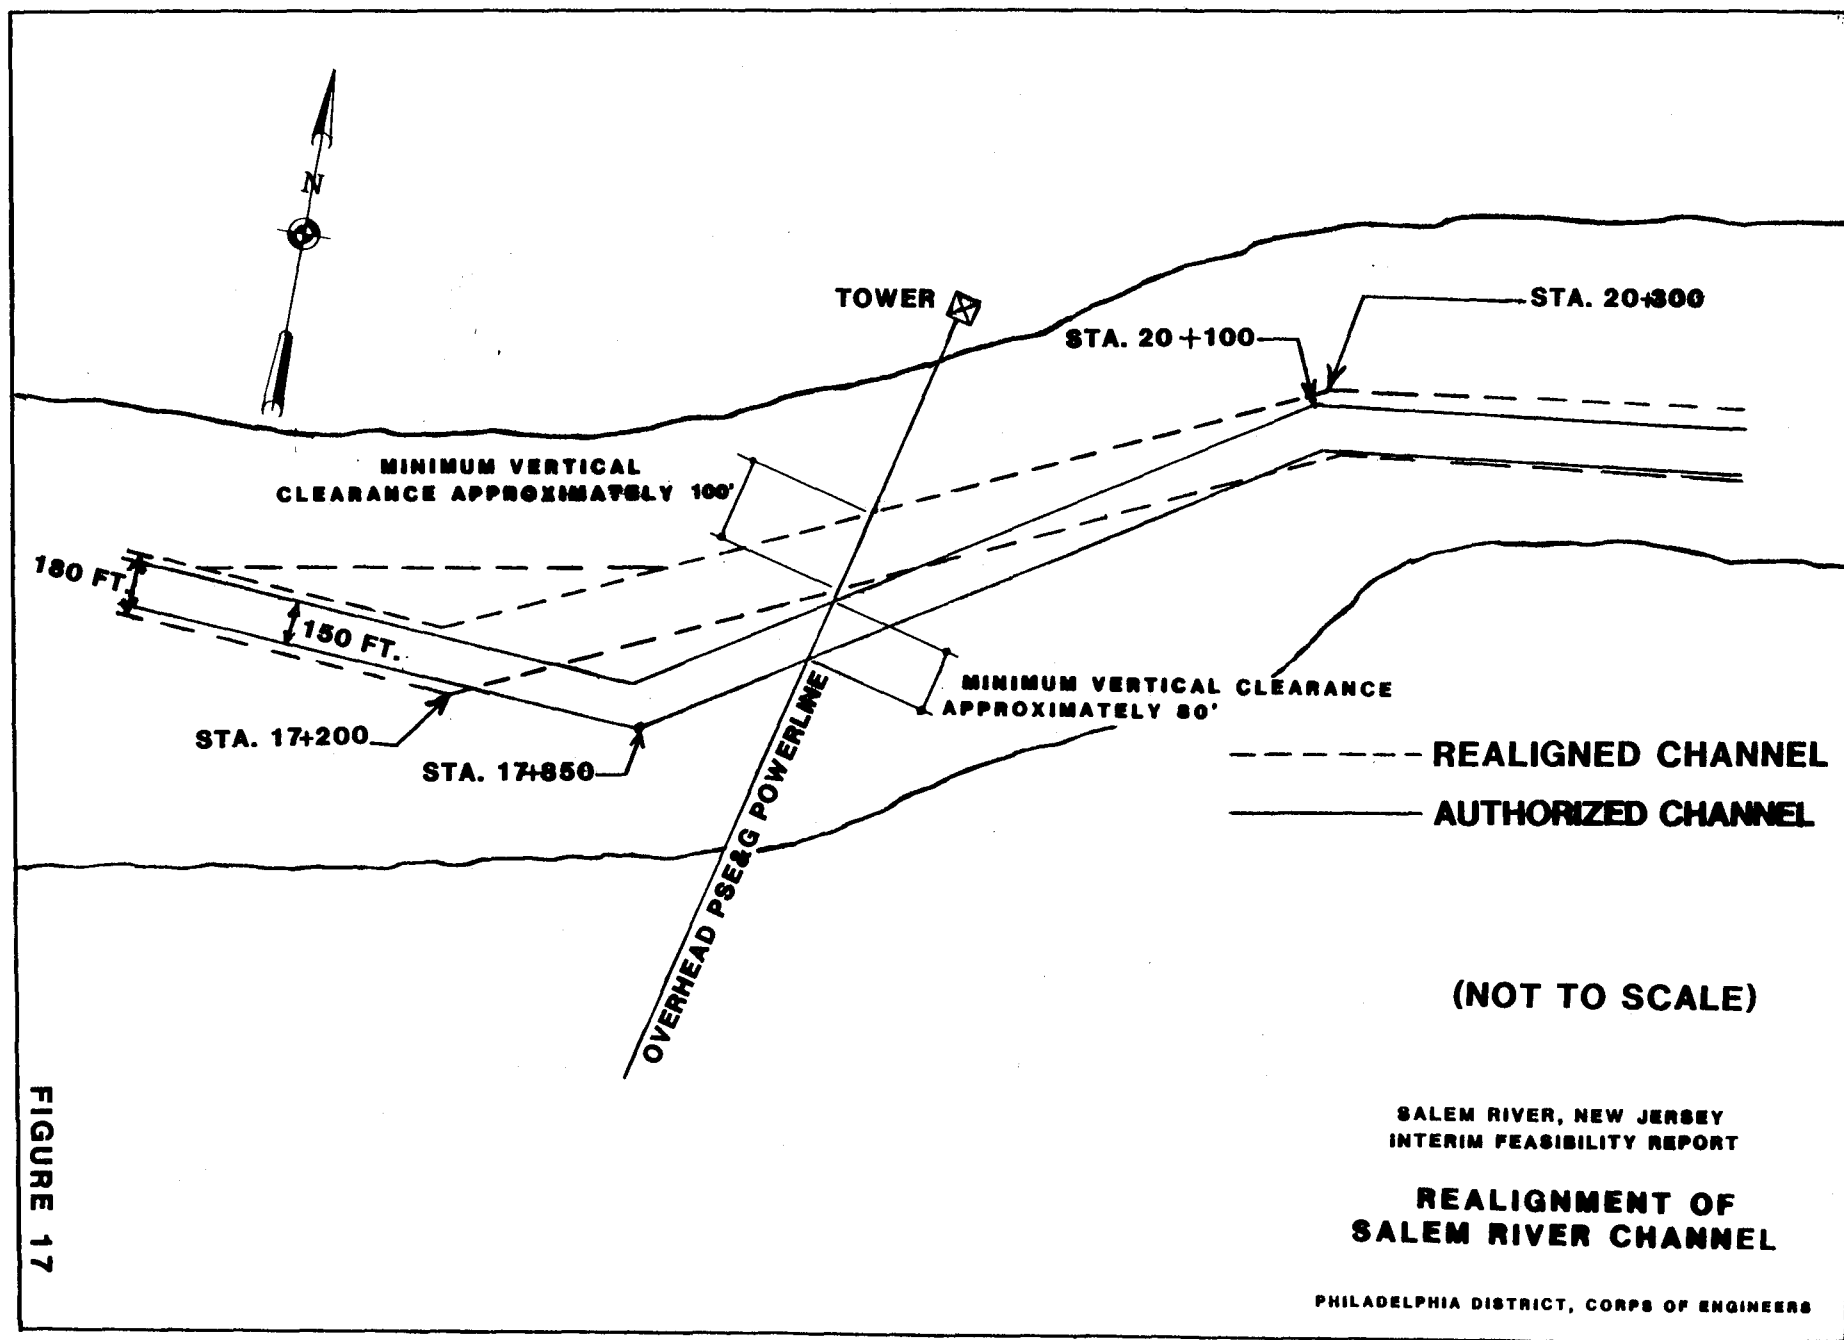 N
TOWER
STA. 20+300
STA. 20+100
MINIMUM VERTICAL
CLEARANCE APPROXIMATELY 100'
180 FT.
150 FT.
MINIMUM VERTICAL CLEARANCE
APPROXIMATELY 80'
STA. 17+200
STA. 17+850
OVERHEAD PSE&G POWERLINE
REALIGNED CHANNEL
AUTHORIZED CHANNEL
(NOT TO SCALE)
SALEM RIVER, NEW JERSEY
INTERIM FEASIBILITY REPORT
REALIGNMENT OF
SALEM RIVER CHANNEL
PHILADELPHIA DISTRICT, CORPS OF ENGINEERS
FIGURE 17